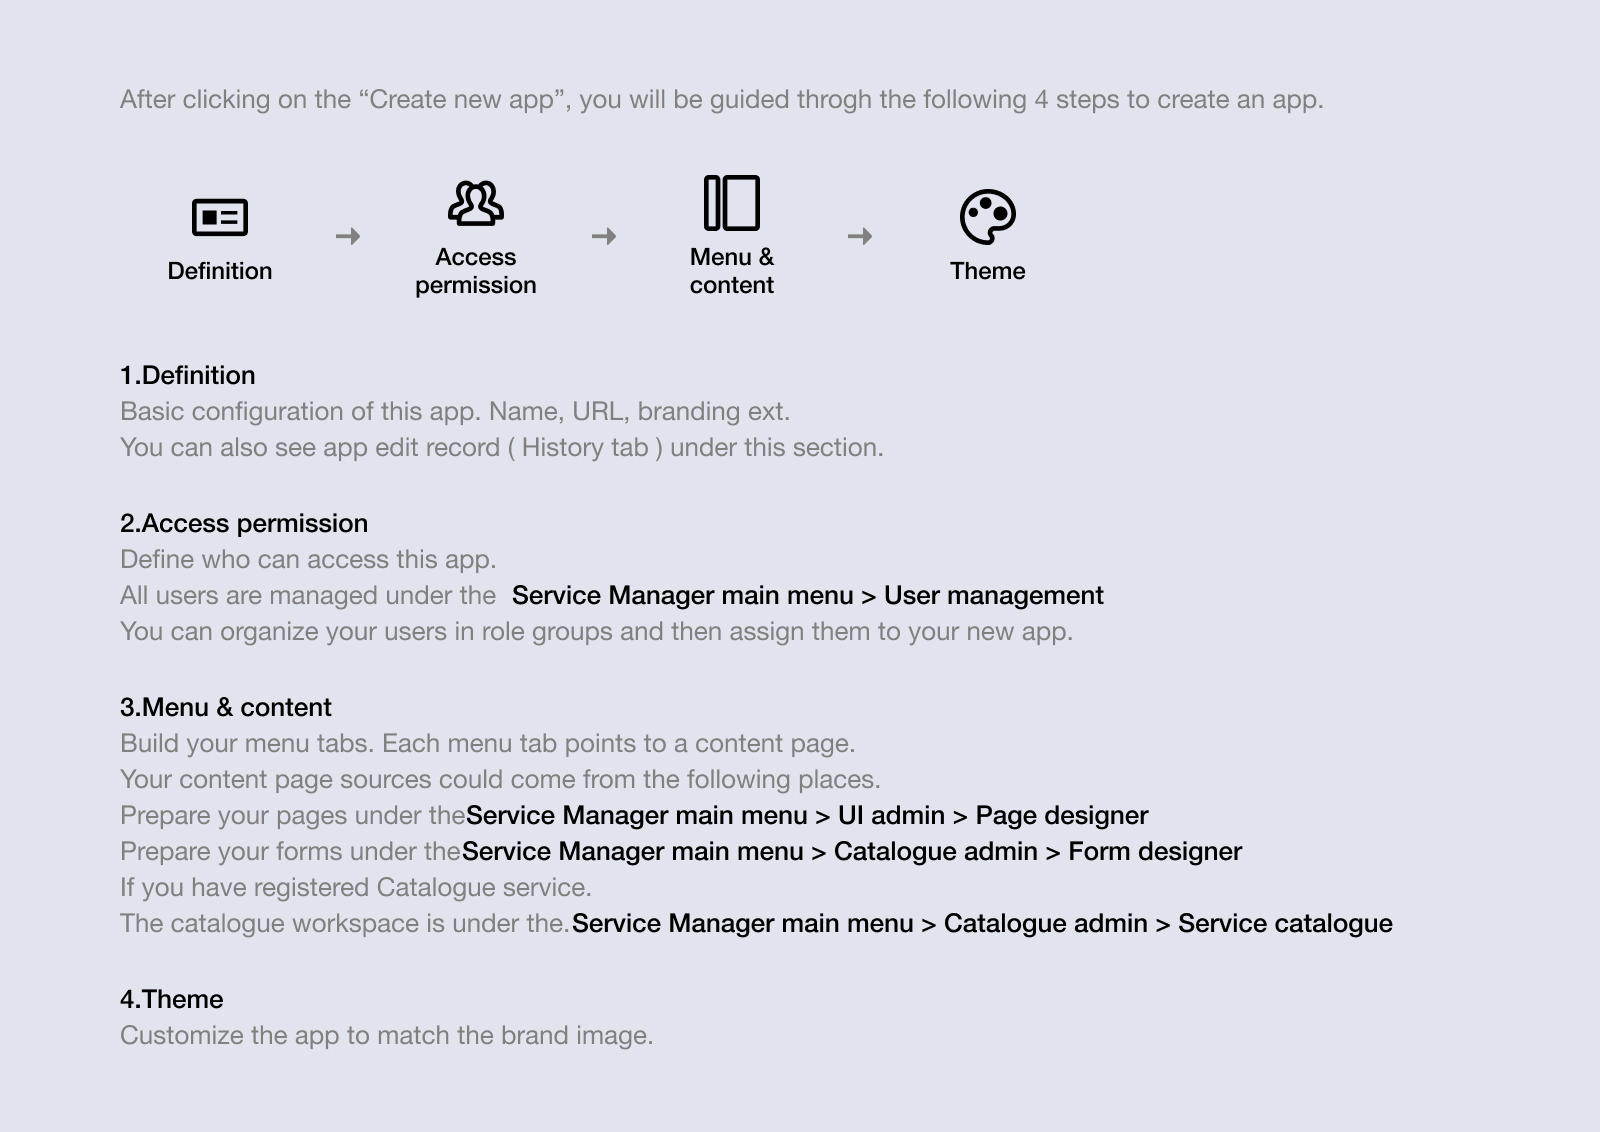 After clicking on the “Create new app”, you will be guided throgh the following 4 steps to create an app.
Definition
Access
permission
Menu &
content
Theme
1.Definition
Basic configuration of this app. Name, URL, branding ext.
You can also see app edit record ( History tab ) under this section.
2.Access permission
Define who can access this app.
All users are managed under the Service Manager main menu > User management
You can organize your users in role groups and then assign them to your new app.
3.Menu & content
Build your menu tabs. Each menu tab points to a content page.
Your content page sources could come from the following places.
Prepare your pages under theService Manager main menu > UI admin > Page designer
Prepare your forms under theService Manager main menu > Catalogue admin > Form designer
If you have registered Catalogue service.
The catalogue workspace is under the.Service Manager main menu > Catalogue admin > Service catalogue
4.Theme
Customize the app to match the brand image.